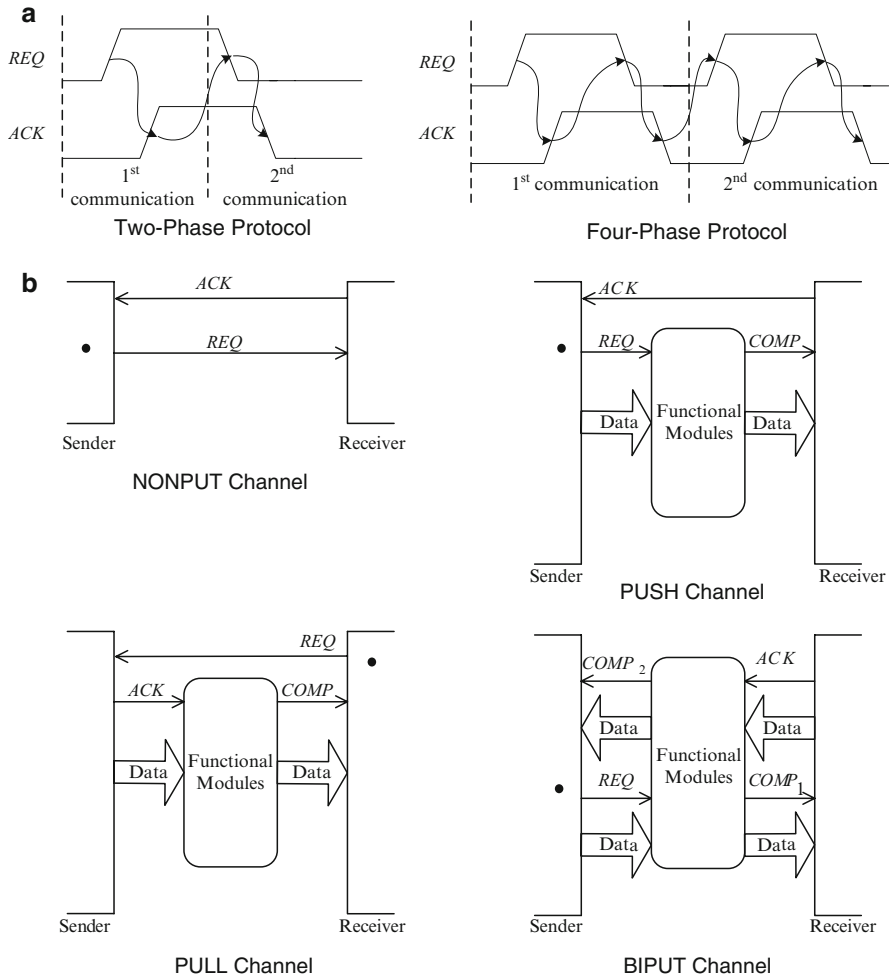 a
REQ
ACK
1st communication
2nd communication
Two-Phase Protocol
REQ
ACK
1st communication
2nd communication
Four-Phase Protocol
b
ACK
REQ
Sender
Receiver
NONPUT Channel
ACK
REQ
COMP
Data
Functional Modules
Data
Sender
Receiver
PUSH Channel
REQ
ACK
COMP
Data
Functional Modules
Data
Sender
Receiver
PULL Channel
COMP 2
ACK
Data
Data
Functional Modules
REQ
COMP1
Data
Data
Sender
Receiver
BIPUT Channel